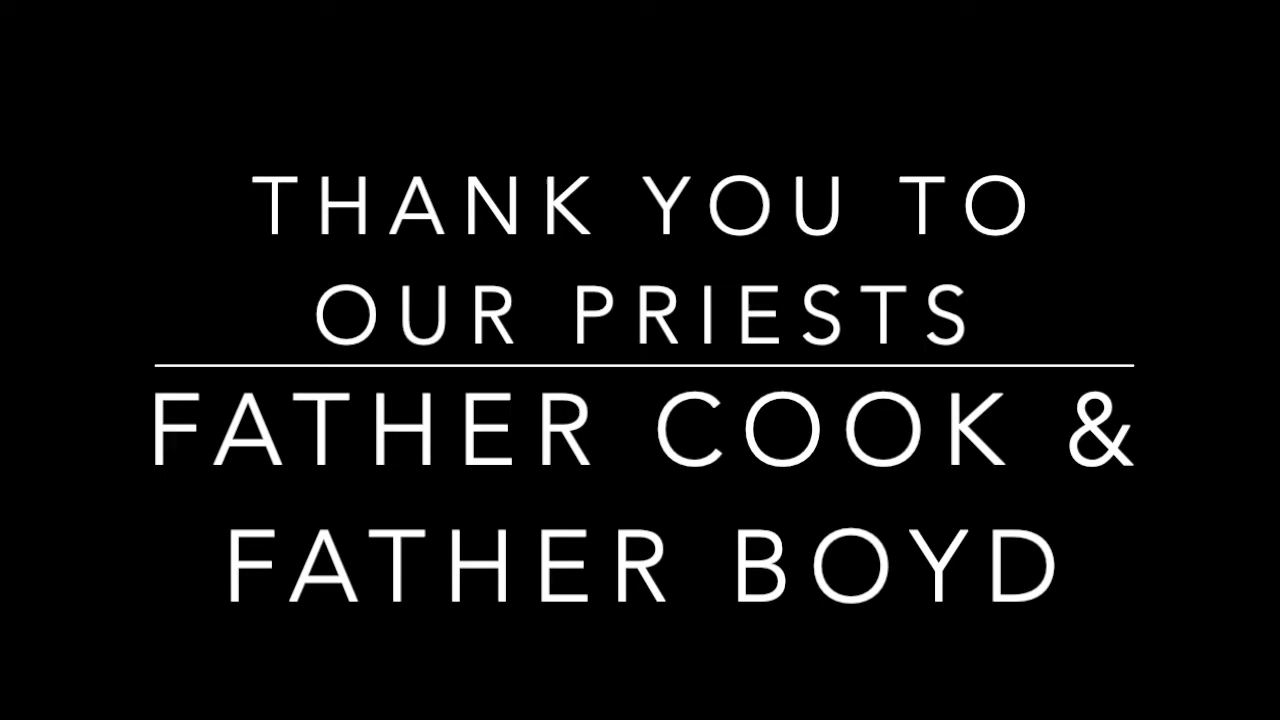 THANK YOU TO
OUR PRIESTS
FATHER COOK &
FATHER BOYD